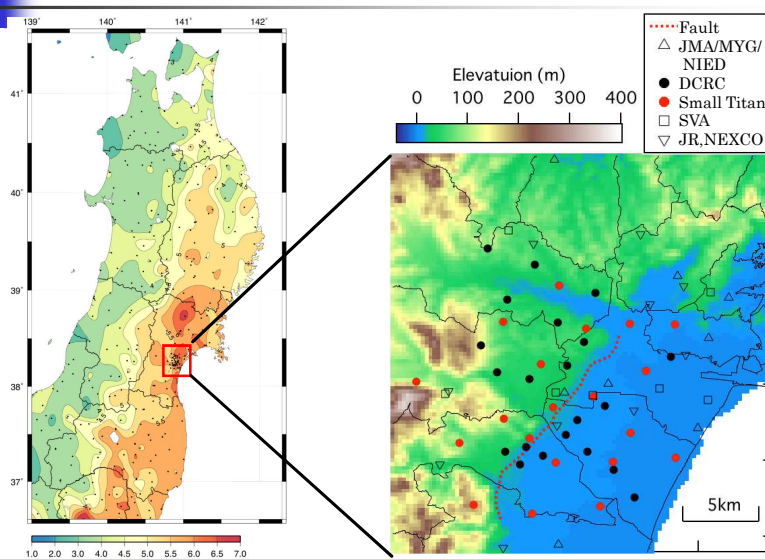 139˚ 140˚ 141˚ 142˚
41˚
40˚
39˚
38˚
37˚
1.0 2.0 3.0 4.0 4.5 5.0 5.5 6.0 6.5 7.0
Elevatuion (m)
0 100 200 300 400
Fault
JMA/MYG/
NIED
DCRC
Small Titan
SVA
JR,NEXCO
5km